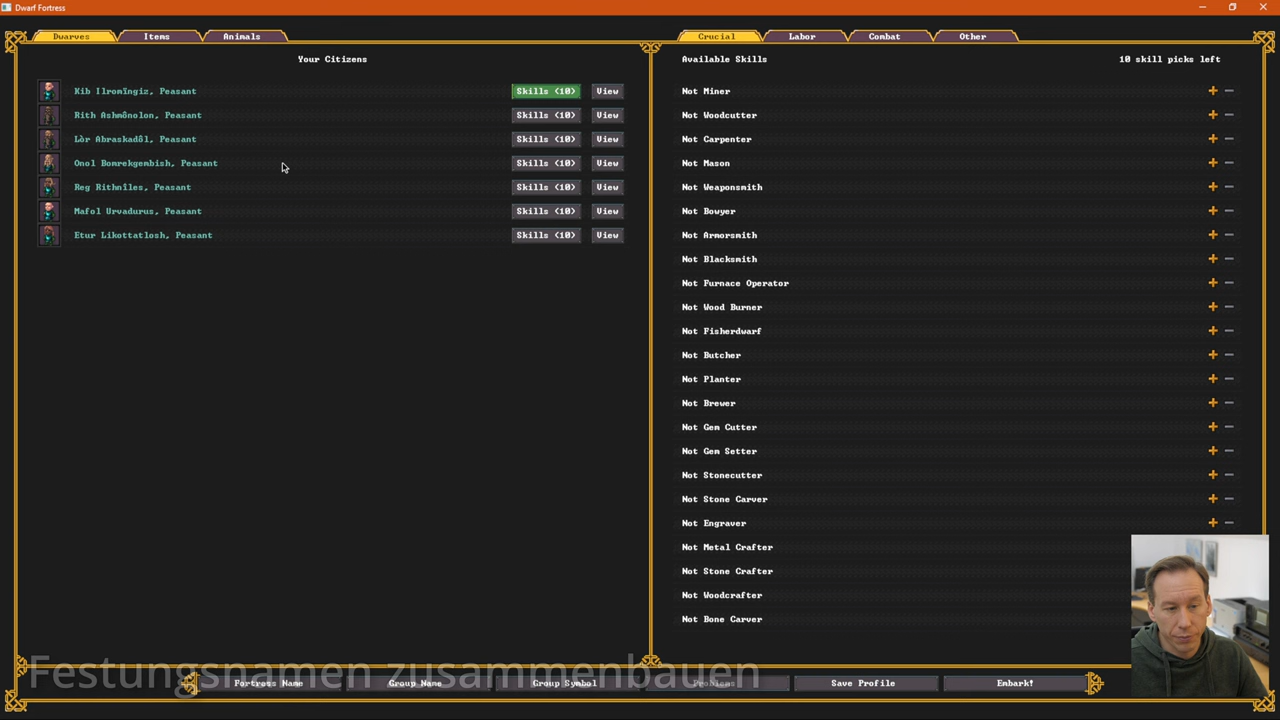 Dwarf Fortress
Dwarves Items Animals
Crucial Labor Combat Other
Your Citizens
Available Skills 10 skill picks left
Kib Ilromîngiz, Peasant Skills (10) View
Rith Ashmônolon, Peasant Skills (10) View
Lòr Abraskadôl, Peasant Skills (10) View
Onol Bomrekgembish, Peasant Skills (10) View
Reg Rithnîles, Peasant Skills (10) View
Mafol Urvadurus, Peasant Skills (10) View
Etur Likottatlosh, Peasant Skills (10) View
Not Miner
Not Woodcutter
Not Carpenter
Not Mason
Not Weaponsmith
Not Bowyer
Not Armorsmith
Not Blacksmith
Not Furnace Operator
Not Wood Burner
Not Fisherdwarf
Not Butcher
Not Planter
Not Brewer
Not Gem Cutter
Not Gem Setter
Not Stonecutter
Not Stone Carver
Not Engraver
Not Metal Crafter
Not Stone Crafter
Not Woodcrafter
Not Bone Carver
Festungsnamen zusammenbauen
Fortress Name Group Name Group Symbol Problems Save Profile Embark!